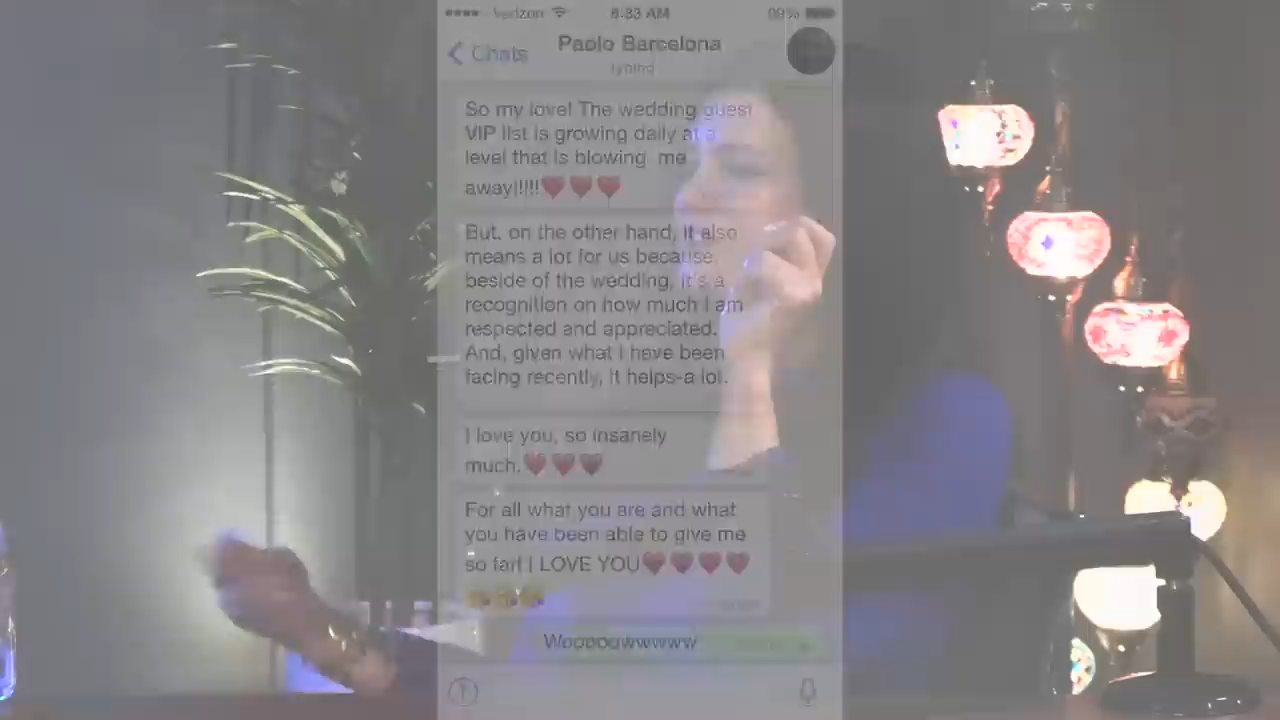 Verizon 6:33 AM 99%
Chats Paolo Barcelona
typing
So my love! The wedding guest
VIP list is growing daily at a
level that is blowing me
away!!!!!❤️❤️❤️
But, on the other hand, it also
means a lot for us because
beside of the wedding, it's a
recognition on how much I am
respected and appreciated.
And, given what I have been
facing recently, it helps a lot.
I love you, so insanely
much.❤️❤️❤️
For all what you are and what
you have been able to give me
so far! I LOVE YOU❤️❤️❤️❤️
😘😘😘
Wooooowwwww